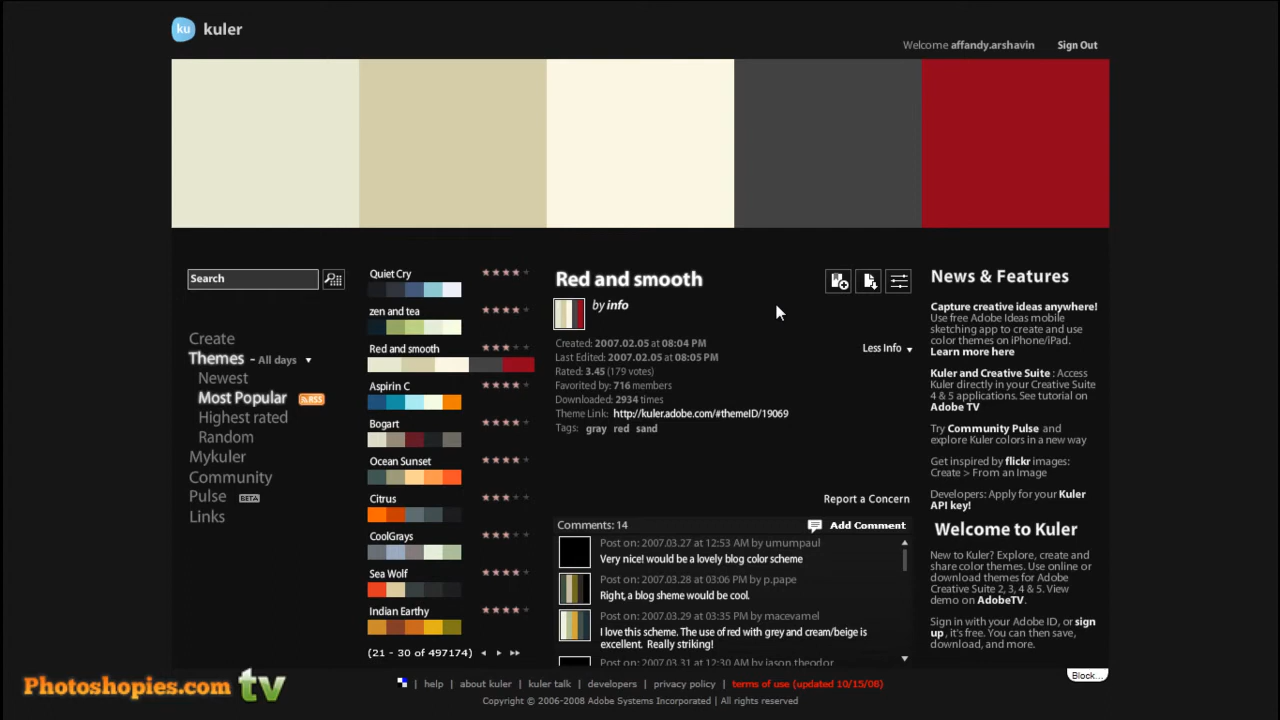 ku kuler
Welcome affandy.arshavin Sign Out
Search
Create
Themes - All days
Newest
Most Popular RSS
Highest rated
Random
Mykuler
Community
Pulse BETA
Links
Quiet Cry
zen and tea
Red and smooth
Aspirin C
Bogart
Ocean Sunset
Citrus
CoolGrays
Sea Wolf
Indian Earthy
(21 - 30 of 497174)
Red and smooth
by info
Created: 2007.02.05 at 08:04 PM
Last Edited: 2007.02.05 at 08:05 PM
Rated: 3.45 (179 votes)
Favorited by: 716 members
Downloaded: 2934 times
Theme Link: http://kuler.adobe.com/#themeID/19069
Tags: gray red sand
Less Info
Report a Concern
Comments: 14 Add Comment
Post on: 2007.03.27 at 12:53 AM by umumpaul
Very nice! would be a lovely blog color scheme
Post on: 2007.03.28 at 03:06 PM by p.pape
Right, a blog sheme would be cool.
Post on: 2007.03.29 at 03:35 PM by macevamel
I love this scheme. The use of red with grey and cream/beige is
excellent. Really striking!
Post on: 2007.03.31 at 12:30 AM by jason theodor
News & Features
Capture creative ideas anywhere!
Use free Adobe Ideas mobile
sketching app to create and use
color themes on iPhone/iPad.
Learn more here
Kuler and Creative Suite : Access
Kuler directly in your Creative Suite
4 & 5 applications. See tutorial on
Adobe TV
Try Community Pulse and
explore Kuler colors in a new way
Get inspired by flickr images:
Create > From an Image
Developers: Apply for your Kuler
API key!
Welcome to Kuler
New to Kuler? Explore, create and
share color themes. Use online or
download themes for Adobe
Creative Suite 2, 3, 4 & 5. View
demo on AdobeTV.
Sign in with your Adobe ID, or sign
up, it's free. You can then save,
download, and more.
Block...
Photoshopies.com tv
| help | about kuler | kuler talk | developers | privacy policy | terms of use (updated 10/15/08)
Copyright © 2006-2008 Adobe Systems Incorporated | All rights reserved